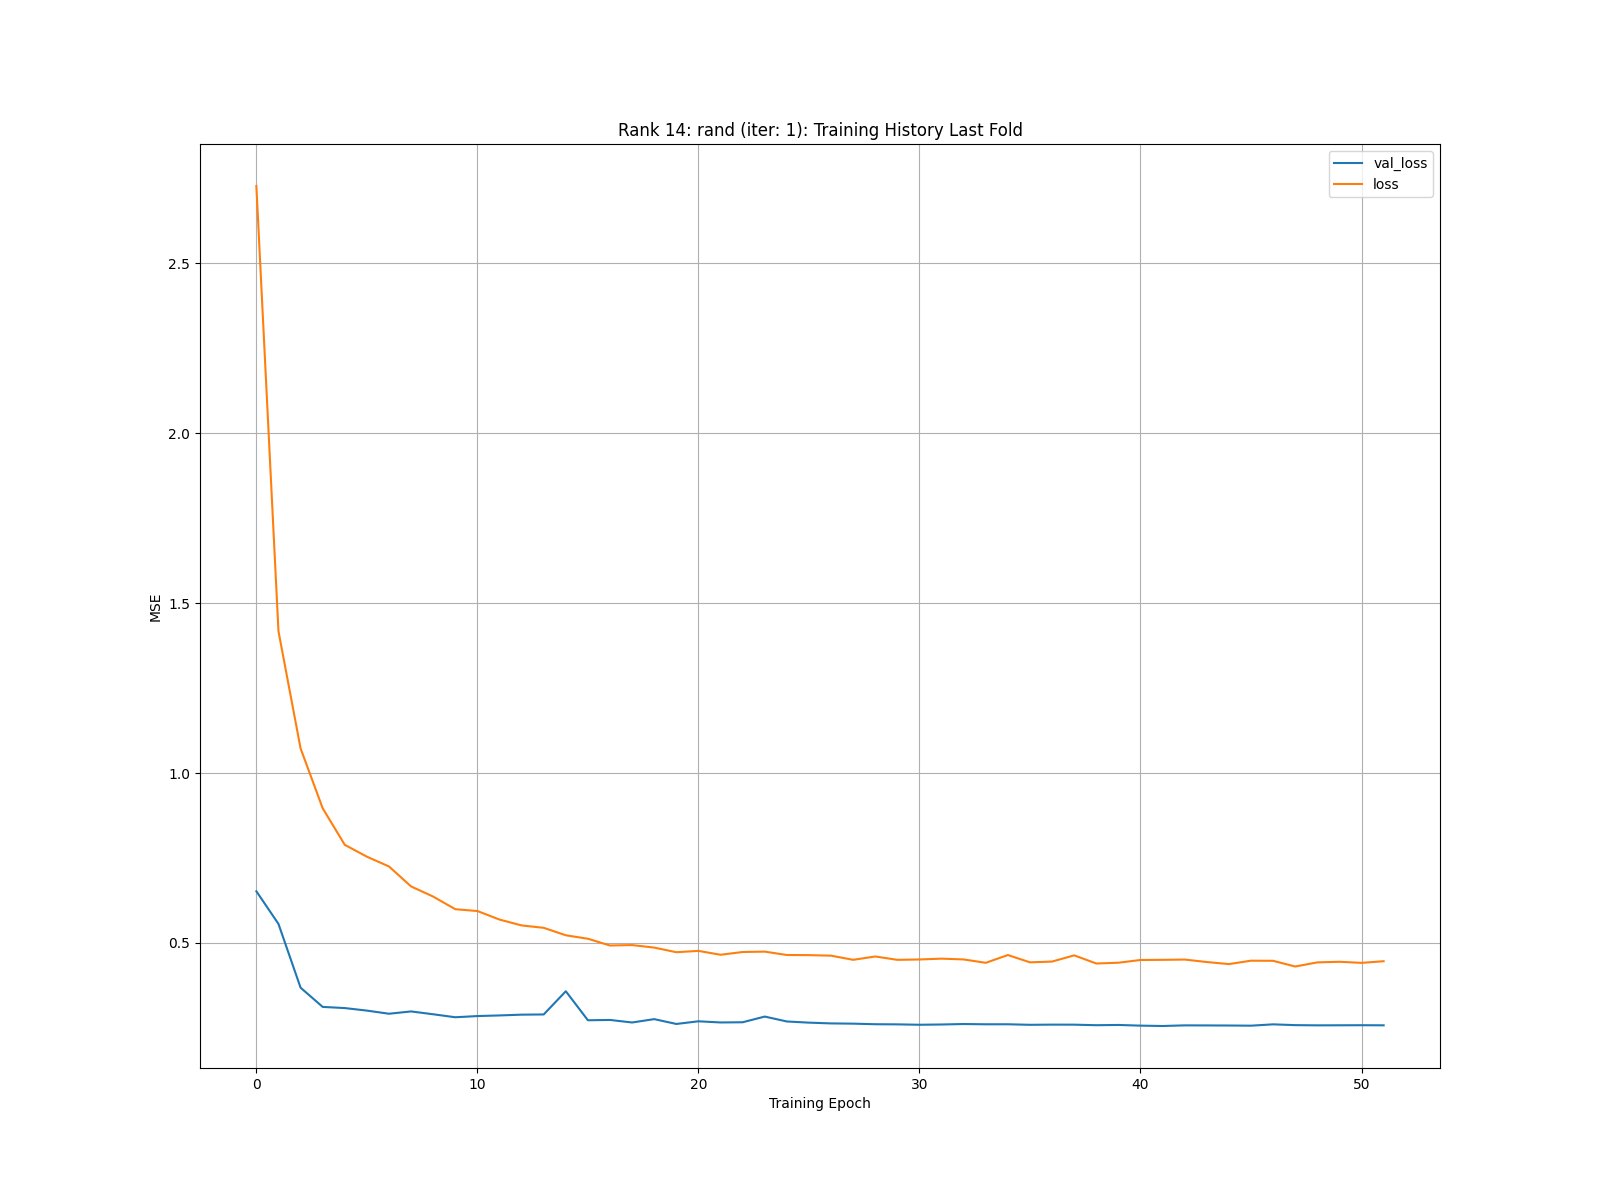 Rank 14: rand (iter: 1): Training History Last Fold
val_loss
loss
MSE
2.5
2.0
1.5
1.0
0.5
0 10 20 30 40 50
Training Epoch